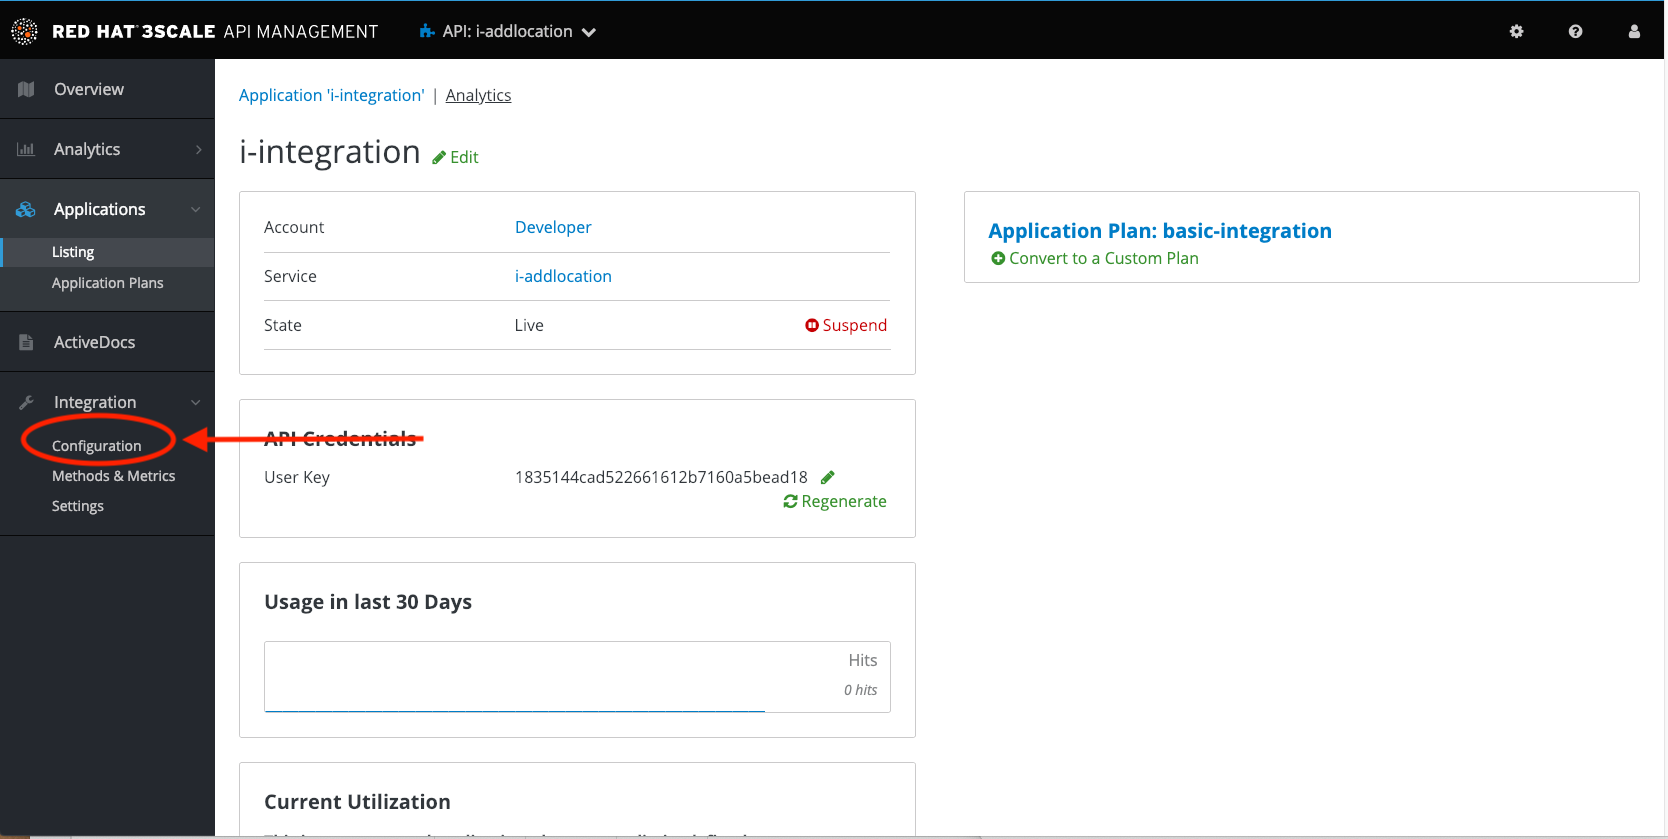 RED HAT 3SCALE API MANAGEMENT API: i-addlocation
Overview
Analytics
Applications
Listing
Application Plans
ActiveDocs
Integration
Configuration
Methods & Metrics
Settings
Application 'i-integration' | Analytics
i-integration Edit
Account Developer
Service i-addlocation
State Live Suspend
Application Plan: basic-integration
Convert to a Custom Plan
API Credentials
User Key 1835144cad522661612b7160a5bead18
Regenerate
Usage in last 30 Days
Hits
0 hits
Current Utilization